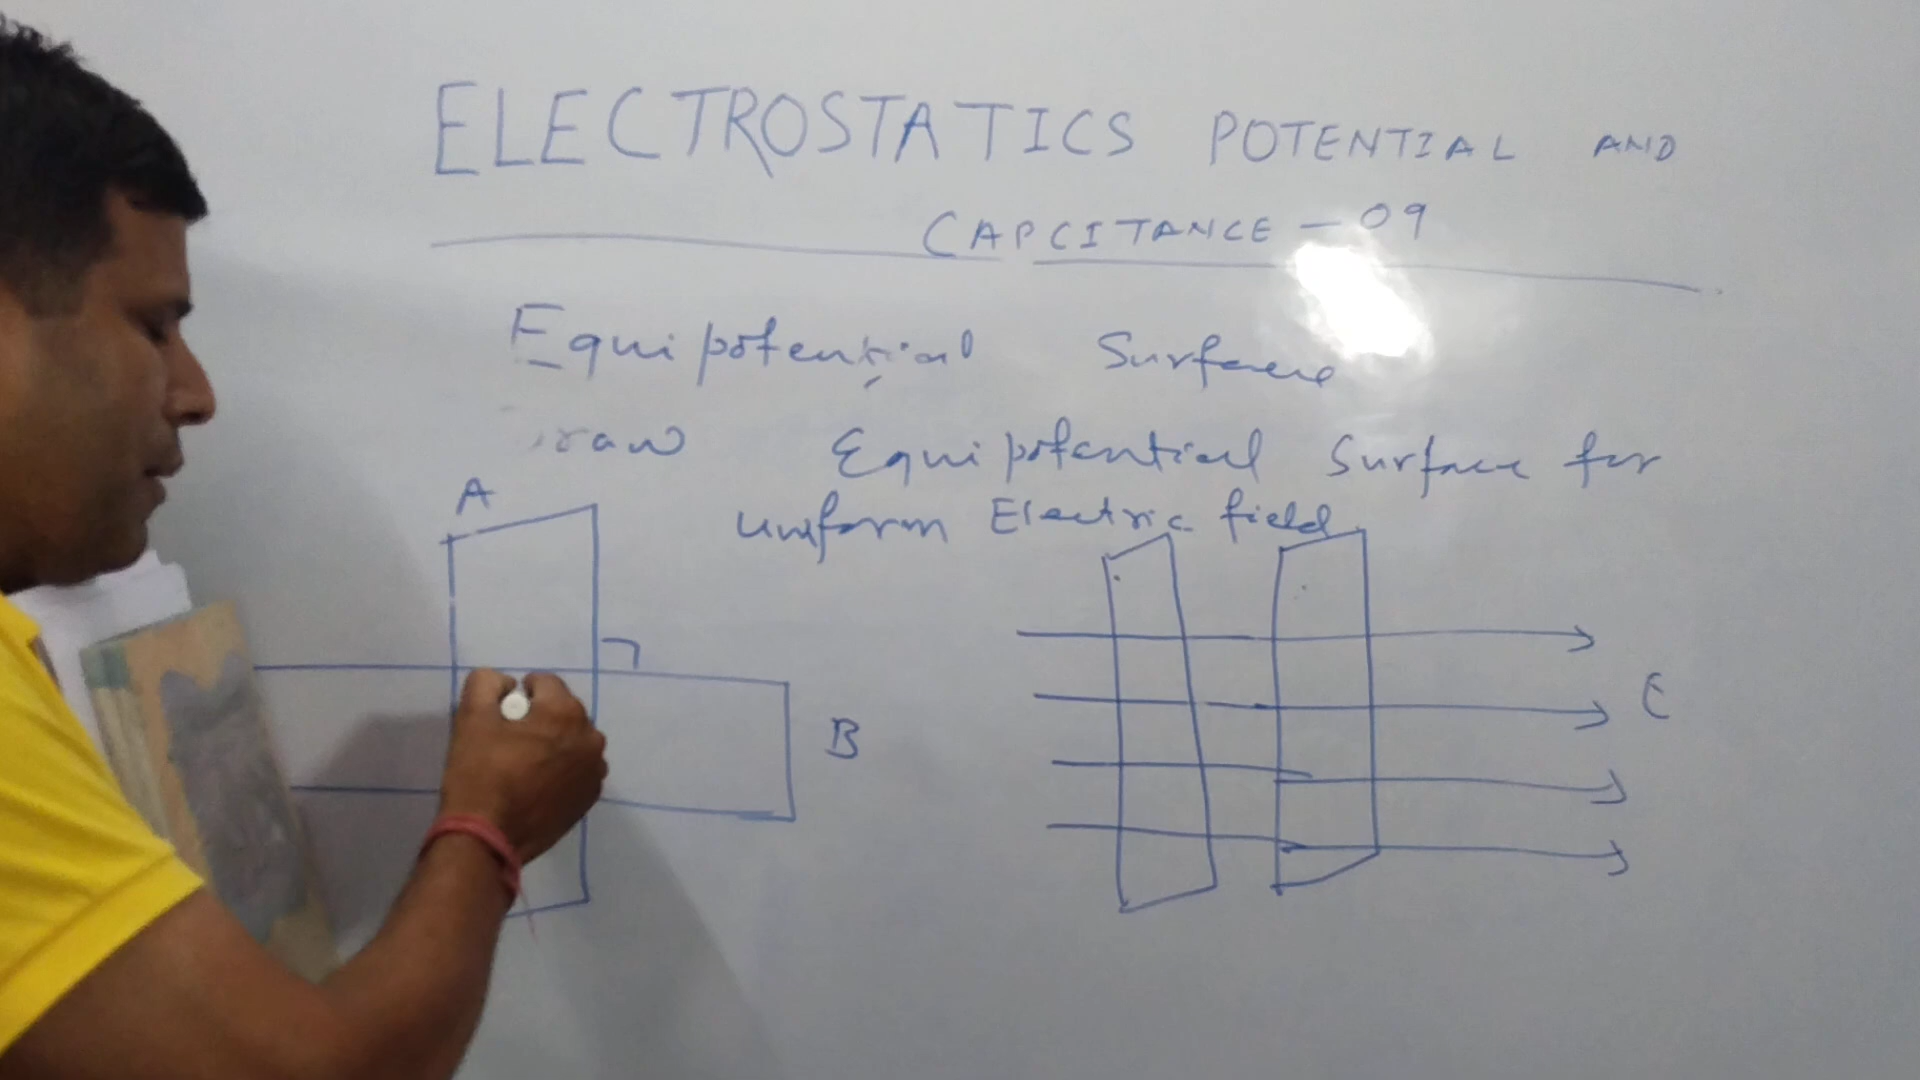 ELECTROSTATICS POTENTIAL AND
CAPCITANCE - 09
Equipotential Surface
raw Equipotential Surface for
uniform Electric field
A
B
E